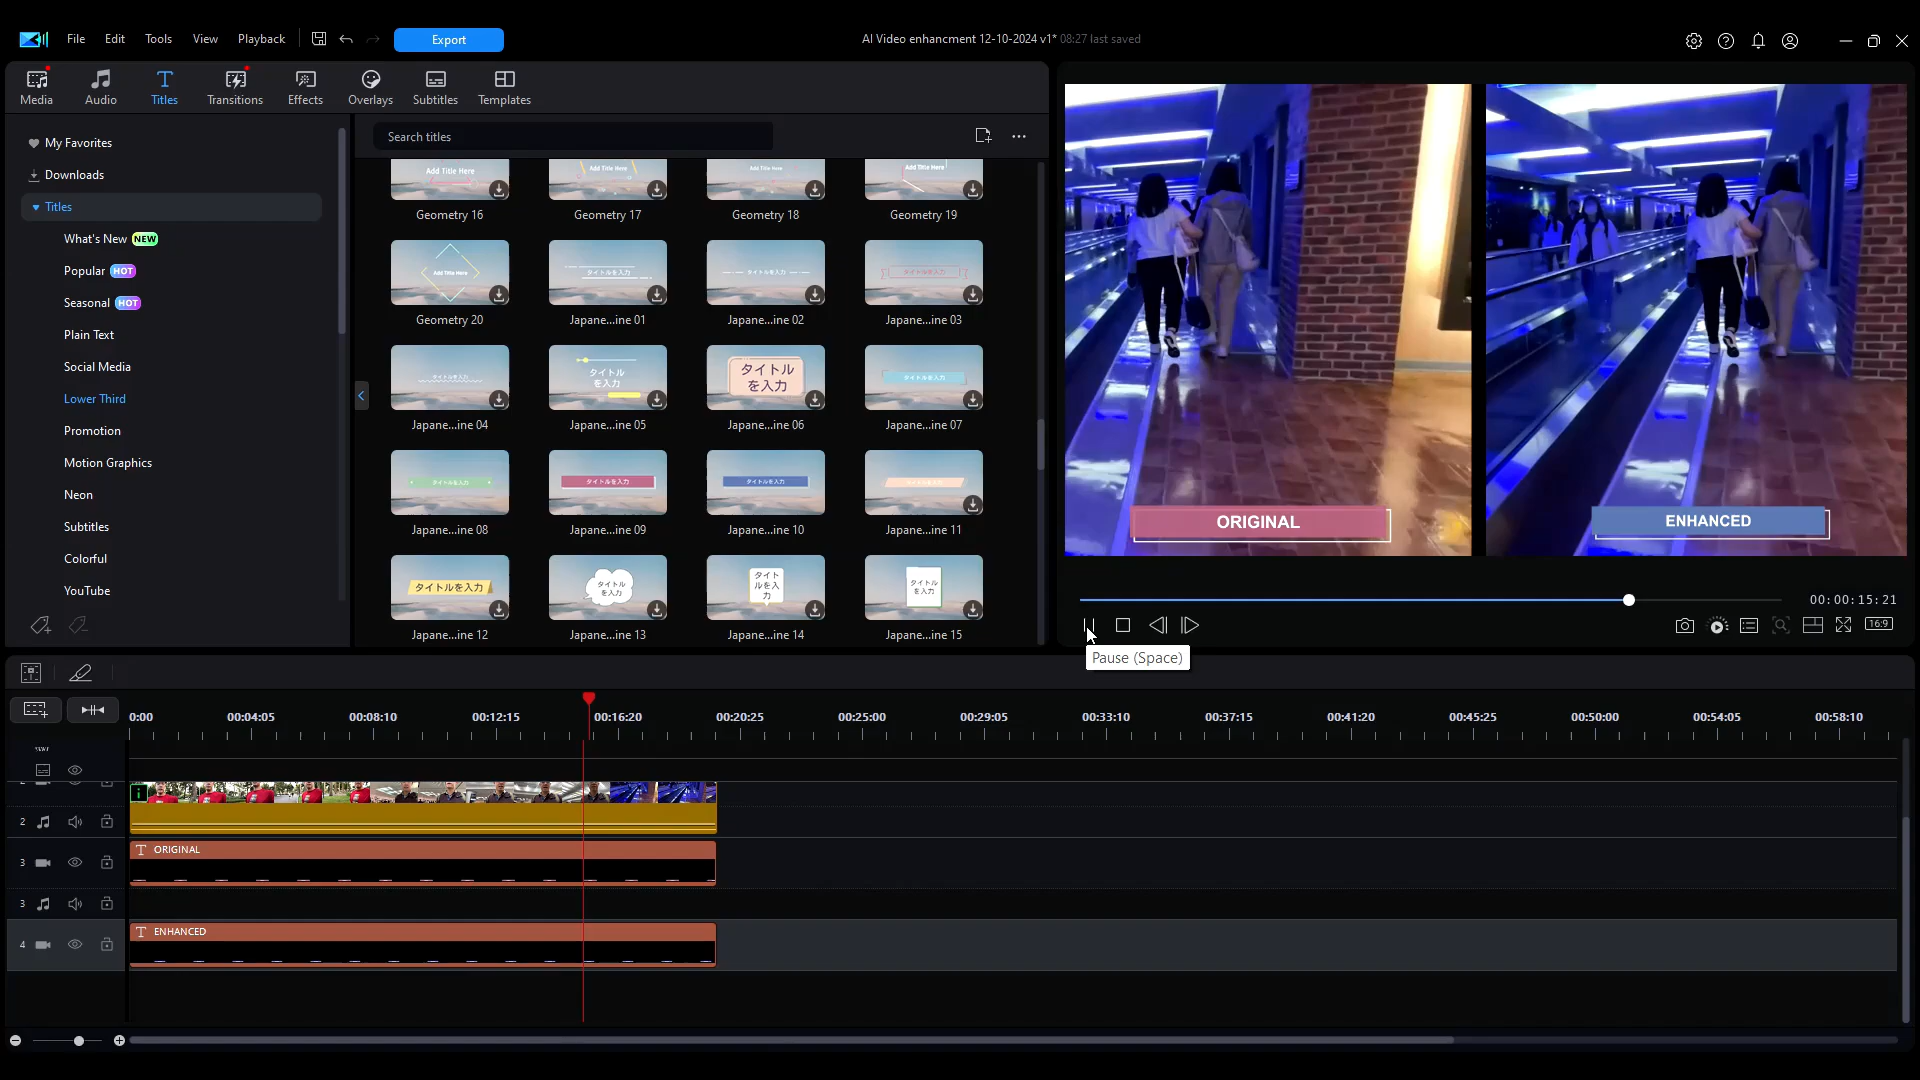 File Edit Tools View Playback Export AI Video enhancment 12-10-2024 v1* 08:27 last saved
Media Audio Titles Transitions Effects Overlays Subtitles Templates
My Favorites
Downloads
Titles
What's New NEW
Popular HOT
Seasonal HOT
Plain Text
Social Media
Lower Third
Promotion
Motion Graphics
Neon
Subtitles
Colorful
YouTube
Search titles
Add Title Here Add Title Here Add Title Here Add Title Here
Geometry 16 Geometry 17 Geometry 18 Geometry 19
Add Title Here タイトルを入力 タイトルを入力 タイトルを入力
Geometry 20 Japane...ine 01 Japane...ine 02 Japane...ine 03
タイトルを入力 タイトル タイトル タイトルを入力
を入力 を入力
Japane...ine 04 Japane...ine 05 Japane...ine 06 Japane...ine 07
タイトルを入力 タイトルを入力 タイトルを入力 タイトルを入力
Japane...ine 08 Japane...ine 09 Japane...ine 10 Japane...ine 11
タイトルを入力 タイトル タイト タイトル
を入力 ルを入 を入力
力
Japane...ine 12 Japane...ine 13 Japane...ine 14 Japane...ine 15
ORIGINAL ENHANCED
00:00:15:21
16:9
Pause (Space)
0:00 00:04:05 00:08:10 00:12:15 00:16:20 00:20:25 00:25:00 00:29:05 00:33:10 00:37:15 00:41:20 00:45:25 00:50:00 00:54:05 00:58:10
i
2
3 T ORIGINAL
3
4 T ENHANCED